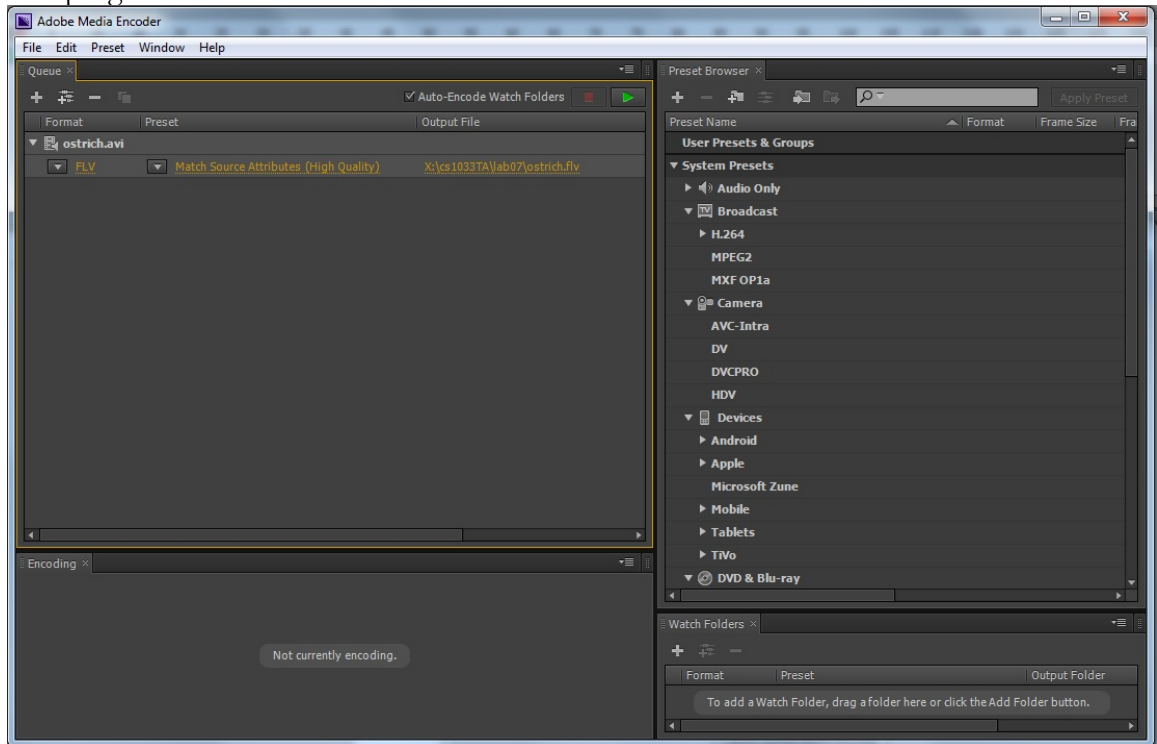 Adobe Media Encoder
File Edit Preset Window Help
Queue
Auto-Encode Watch Folders
Format Preset Output File
ostrich.avi
FLV Match Source Attributes (High Quality) X:\cs1033TA\lab07\ostrich.flv
Encoding
Not currently encoding.
Preset Browser
Apply Preset
Preset Name Format Frame Size Fra
User Presets & Groups
System Presets
Audio Only
TV Broadcast
H.264
MPEG2
MXF OP1a
Camera
AVC-Intra
DV
DVCPRO
HDV
Devices
Android
Apple
Microsoft Zune
Mobile
Tablets
TiVo
DVD & Blu-ray
Watch Folders
Format Preset Output Folder
To add a Watch Folder, drag a folder here or click the Add Folder button.